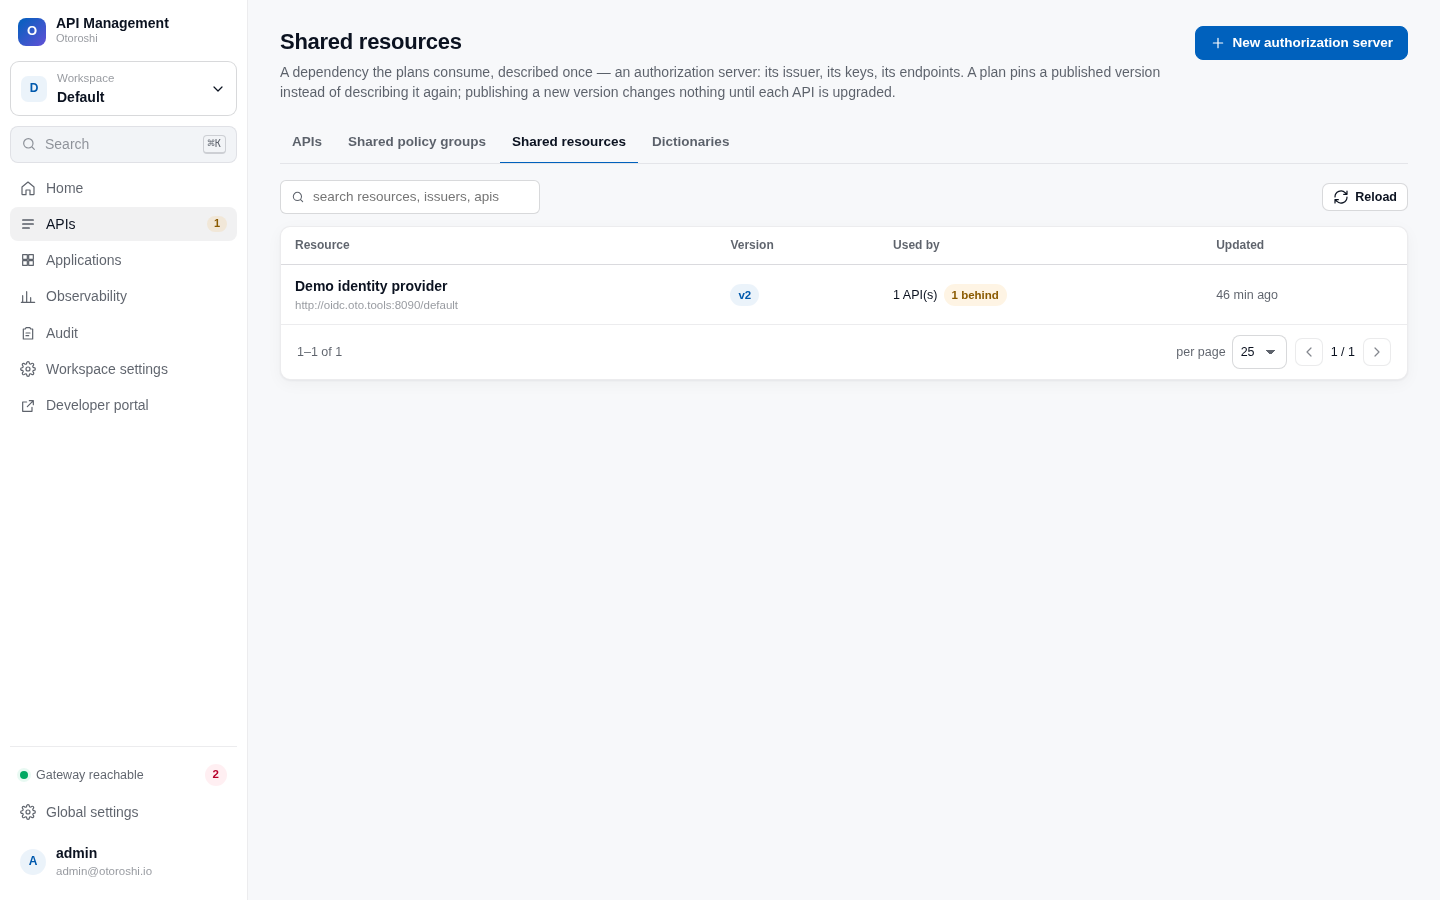 O
API Management
Otoroshi
D
Workspace
Default
Search
⌘K
Home
APIs
1
Applications
Observability
Audit
Workspace settings
Developer portal
Gateway reachable
2
Global settings
A
admin
admin@otoroshi.io
Shared resources
New authorization server
A dependency the plans consume, described once — an authorization server: its issuer, its keys, its endpoints. A plan pins a published version
instead of describing it again; publishing a new version changes nothing until each API is upgraded.
APIs
Shared policy groups
Shared resources
Dictionaries
search resources, issuers, apis
Reload
Resource
Version
Used by
Updated
Demo identity provider
http://oidc.oto.tools:8090/default
v2
1 API(s)
1 behind
46 min ago
1–1 of 1
per page
25
1 / 1